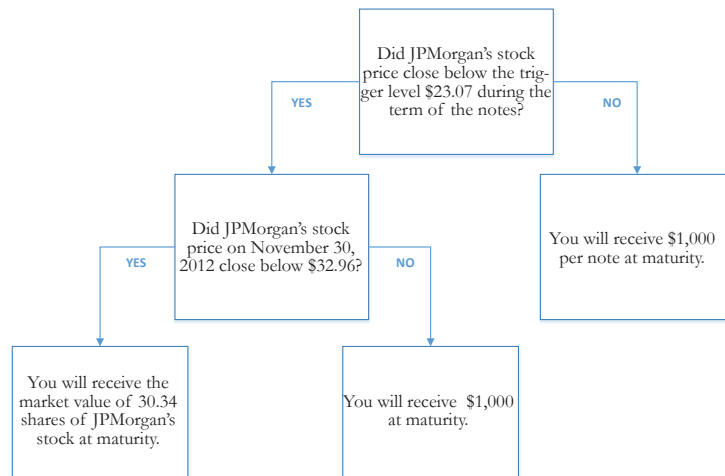 Did JPMorgan's stock
price close below the trig-
ger level $23.07 during the
term of the notes?
YES
NO
Did JPMorgan's stock
price on November 30,
2012 close below $32.96?
You will receive $1,000
per note at maturity.
YES
NO
You will receive the
market value of 30.34
shares of JPMorgan's
stock at maturity.
You will receive $1,000
at maturity.